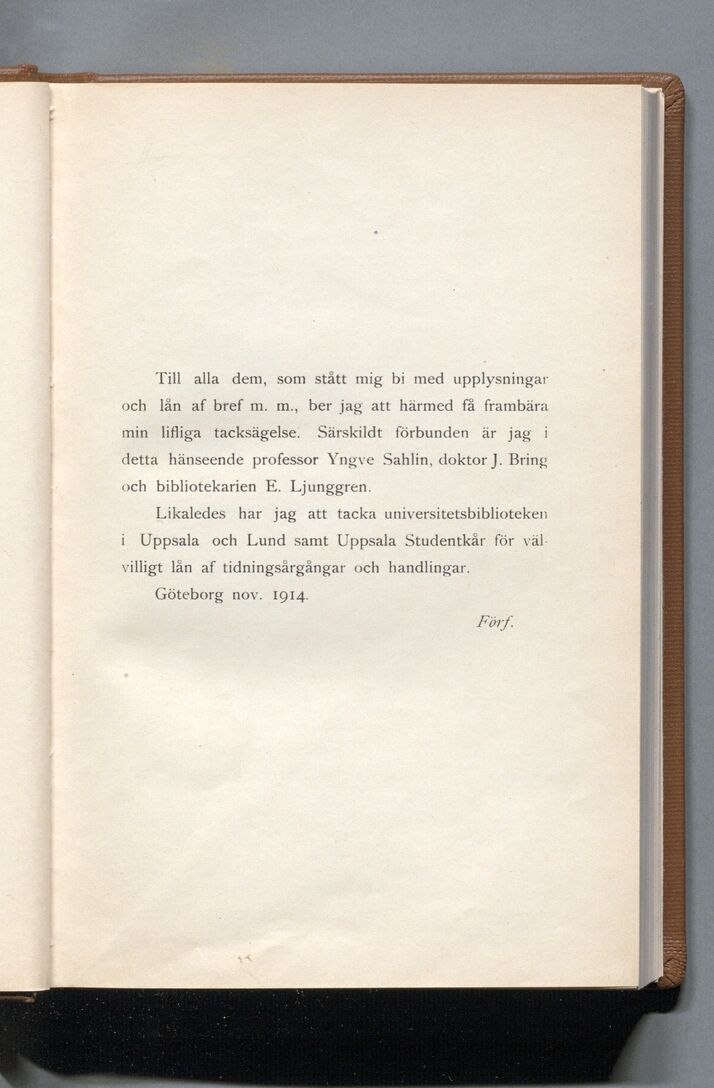 Till alla dem, som stått mig bi med upplysningar
och lån af bref m. m., ber jag att härmed få frambära
min lifliga tacksägelse. Särskildt förbunden är jag i
detta hänseende professor Yngve Sahlin, doktor J. Bring
och bibliotekarien E. Ljunggren.
Likaledes har jag att tacka universitetsbiblioteken
i Uppsala och Lund samt Uppsala Studentkår för väl-
villigt lån af tidningsårgångar och handlingar.
Göteborg nov. 1914.
Förf.